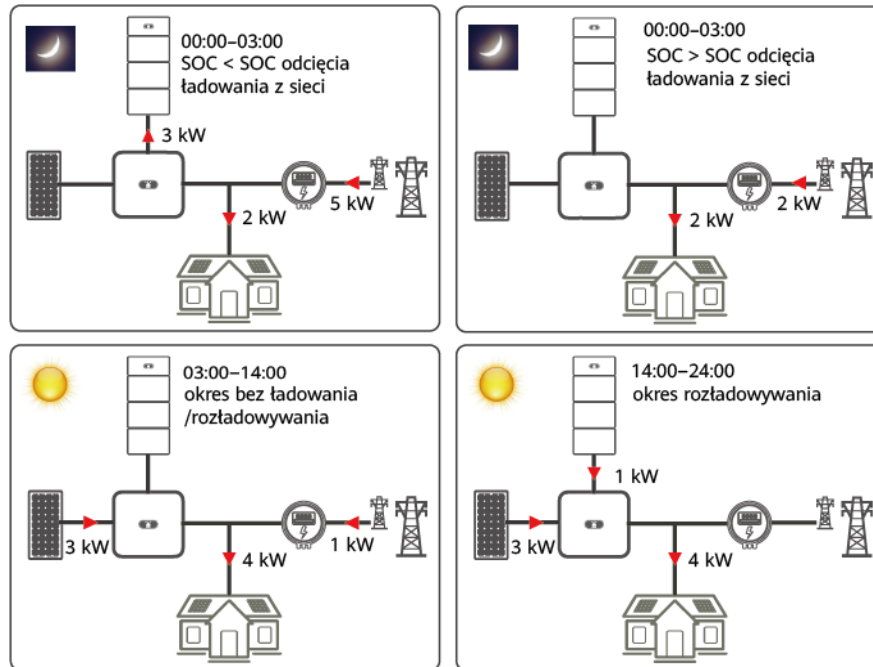 00:00–03:00
SOC < SOC odcięcia
ładowania z sieci
3 kW
5 kW
2 kW
00:00–03:00
SOC > SOC odcięcia
ładowania z sieci
2 kW
2 kW
03:00–14:00
okres bez ładowania
/rozładowywania
3 kW
1 kW
4 kW
14:00–24:00
okres rozładowywania
1 kW
3 kW
4 kW